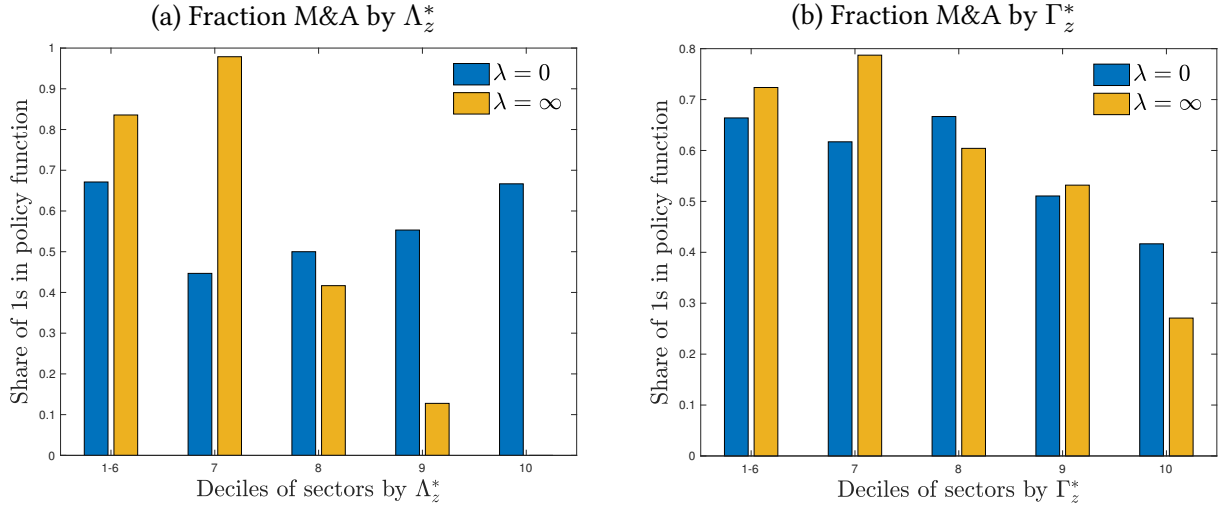 (a) Fraction M&A by Λ*z
1
0.9
0.8
0.7
0.6
0.5
0.4
0.3
0.2
0.1
0
Share of 1s in policy function
λ = 0
λ = ∞
1-6 7 8 9 10
Deciles of sectors by Λ*z
(b) Fraction M&A by Γ*z
0.8
0.7
0.6
0.5
0.4
0.3
0.2
0.1
0
Share of 1s in policy function
λ = 0
λ = ∞
1-6 7 8 9 10
Deciles of sectors by Γ*z